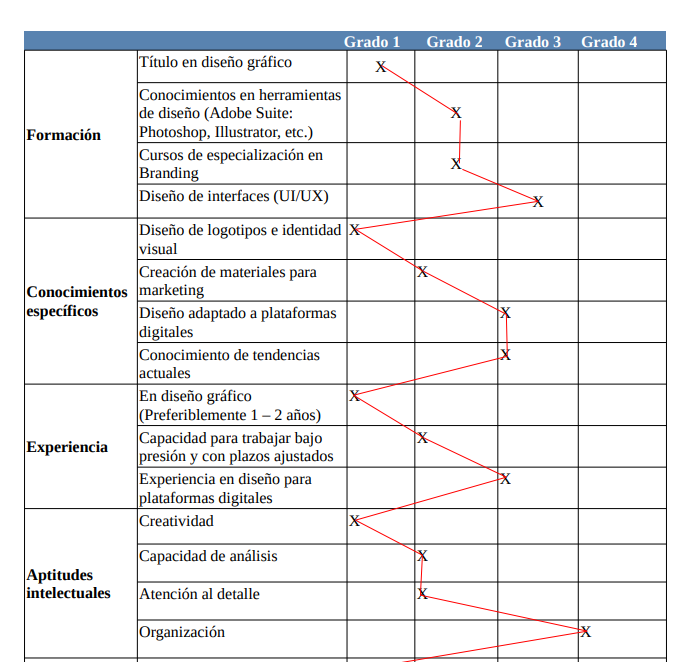 Grado 1 Grado 2 Grado 3 Grado 4
Formación
Título en diseño gráfico X
Conocimientos en herramientas
de diseño (Adobe Suite: X
Photoshop, Illustrator, etc.)
Cursos de especialización en X
Branding
Diseño de interfaces (UI/UX) X
Conocimientos
específicos
Diseño de logotipos e identidad X
visual
Creación de materiales para X
marketing
Diseño adaptado a plataformas X
digitales
Conocimiento de tendencias X
actuales
Experiencia
En diseño gráfico X
(Preferiblemente 1 – 2 años)
Capacidad para trabajar bajo X
presión y con plazos ajustados
Experiencia en diseño para X
plataformas digitales
Aptitudes
intelectuales
Creatividad X
Capacidad de análisis X
Atención al detalle X
Organización X